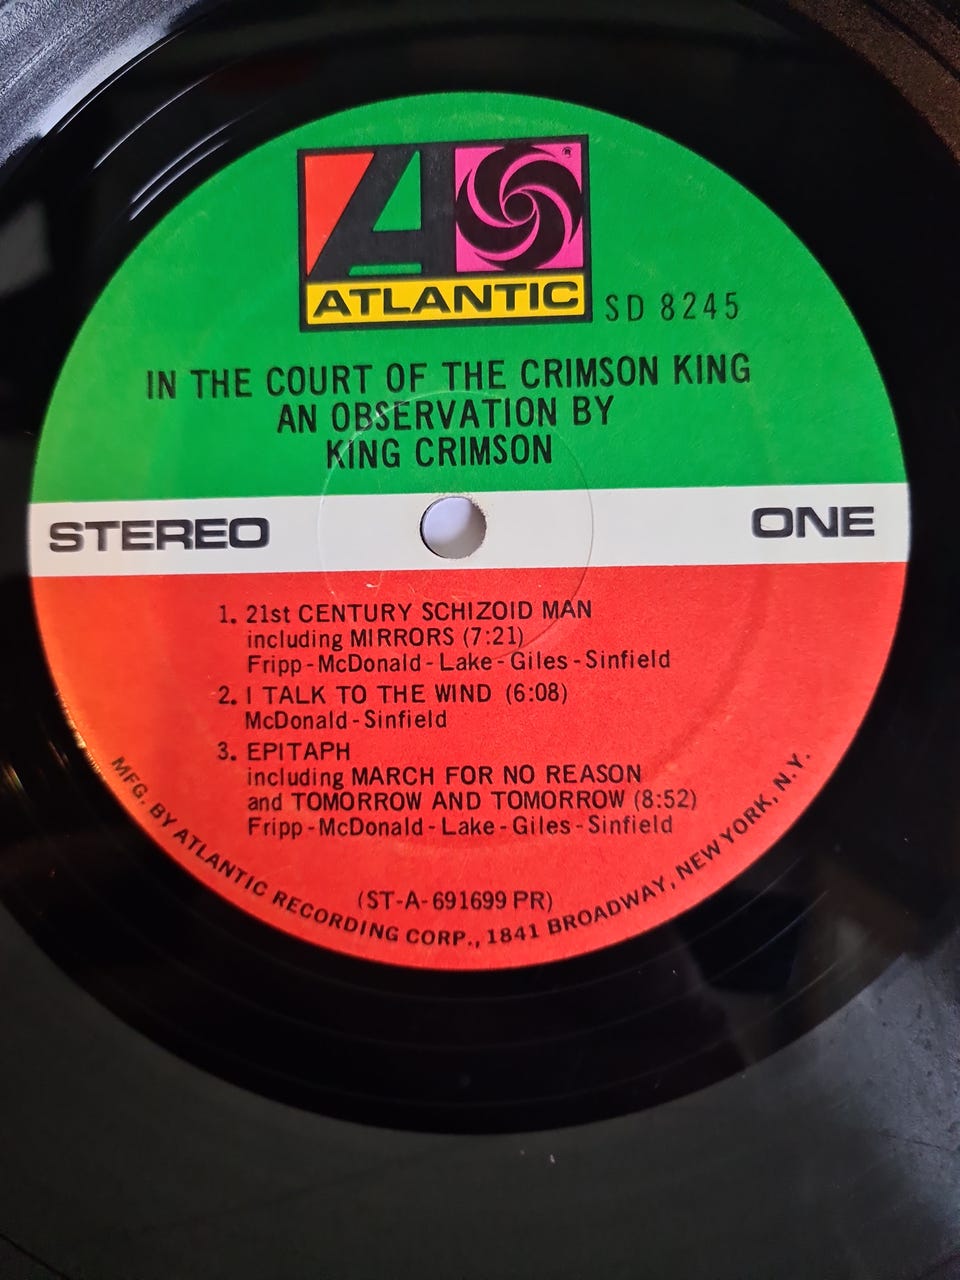 ATLANTIC
SD 8245
IN THE COURT OF THE CRIMSON KING
AN OBSERVATION BY
KING CRIMSON
STEREO
ONE
1. 21st CENTURY SCHIZOID MAN
including MIRRORS (7:21)
Fripp-McDonald-Lake-Giles-Sinfield
2. I TALK TO THE WIND (6:08)
McDonald-Sinfield
3. EPITAPH
including MARCH FOR NO REASON
and TOMORROW AND TOMORROW (8:52)
Fripp-McDonald-Lake-Giles-Sinfield
(ST-A-691699 PR)
MFG. BY ATLANTIC RECORDING CORP., 1841 BROADWAY, NEW YORK, N.Y.